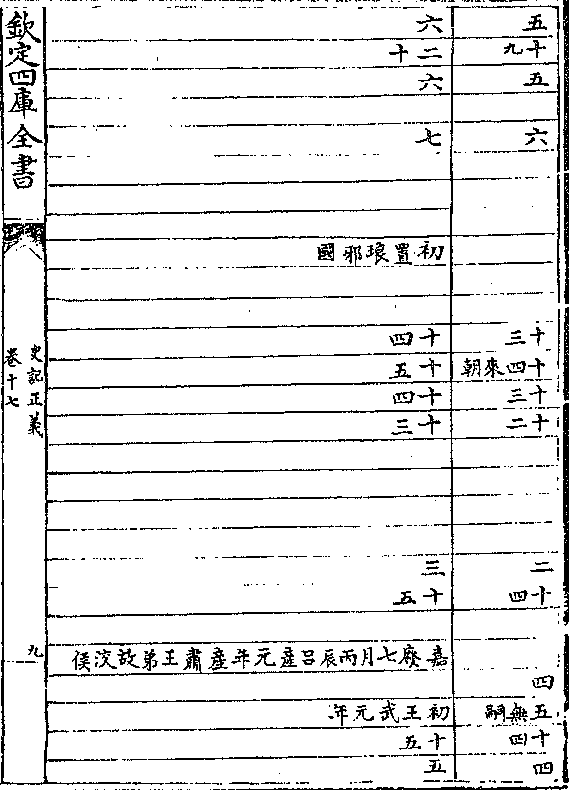 五
十九
五
六
十三
十四來朝
十三
十二
二
十四
四
五無嗣
十四
四
六
二十
六
七
初置琅邪國
十四
十五
十四
十三
三
十五
嘉廢七月丙辰呂產元年產肅王弟故洨侯
初王武元年
十五
五
欽定四庫全書
史記正義
卷十七
九